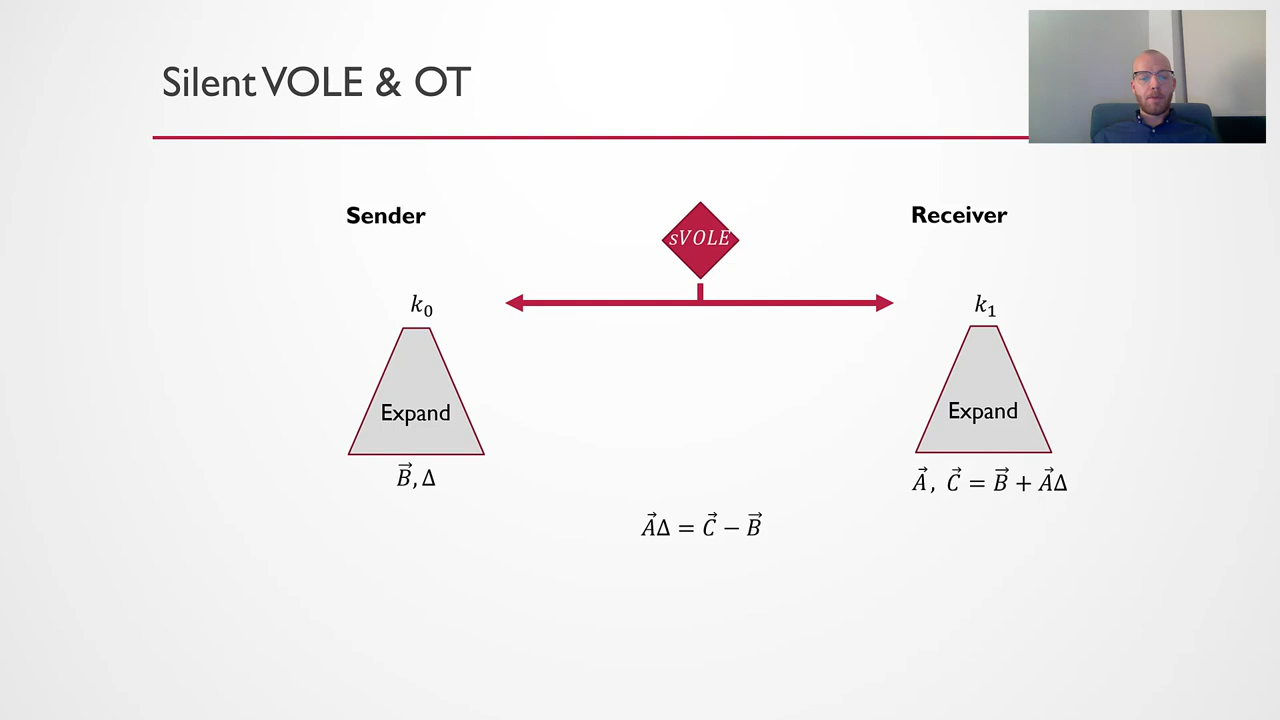 Silent VOLE & OT
Sender
Receiver
sVOLE
k₀
k₁
Expand
Expand
B⃗, Δ
A⃗, C⃗ = B⃗ + A⃗Δ
A⃗Δ = C⃗ − B⃗